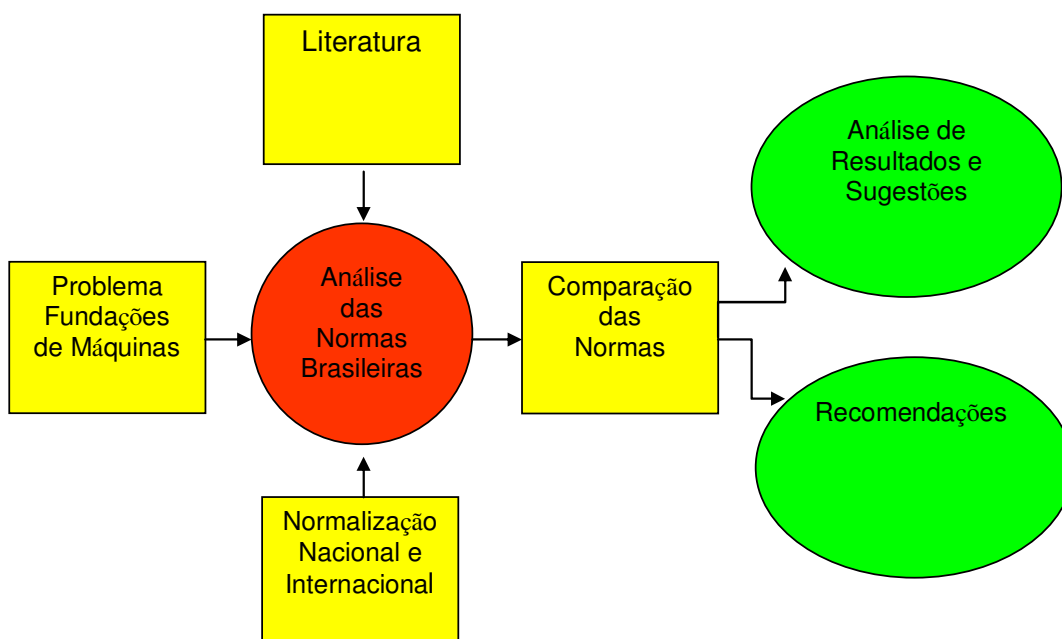 Literatura
Problema
Fundações
de Máquinas
Análise
das
Normas
Brasileiras
Normalização
Nacional e
Internacional
Comparação
das
Normas
Análise de
Resultados e
Sugestões
Recomendações